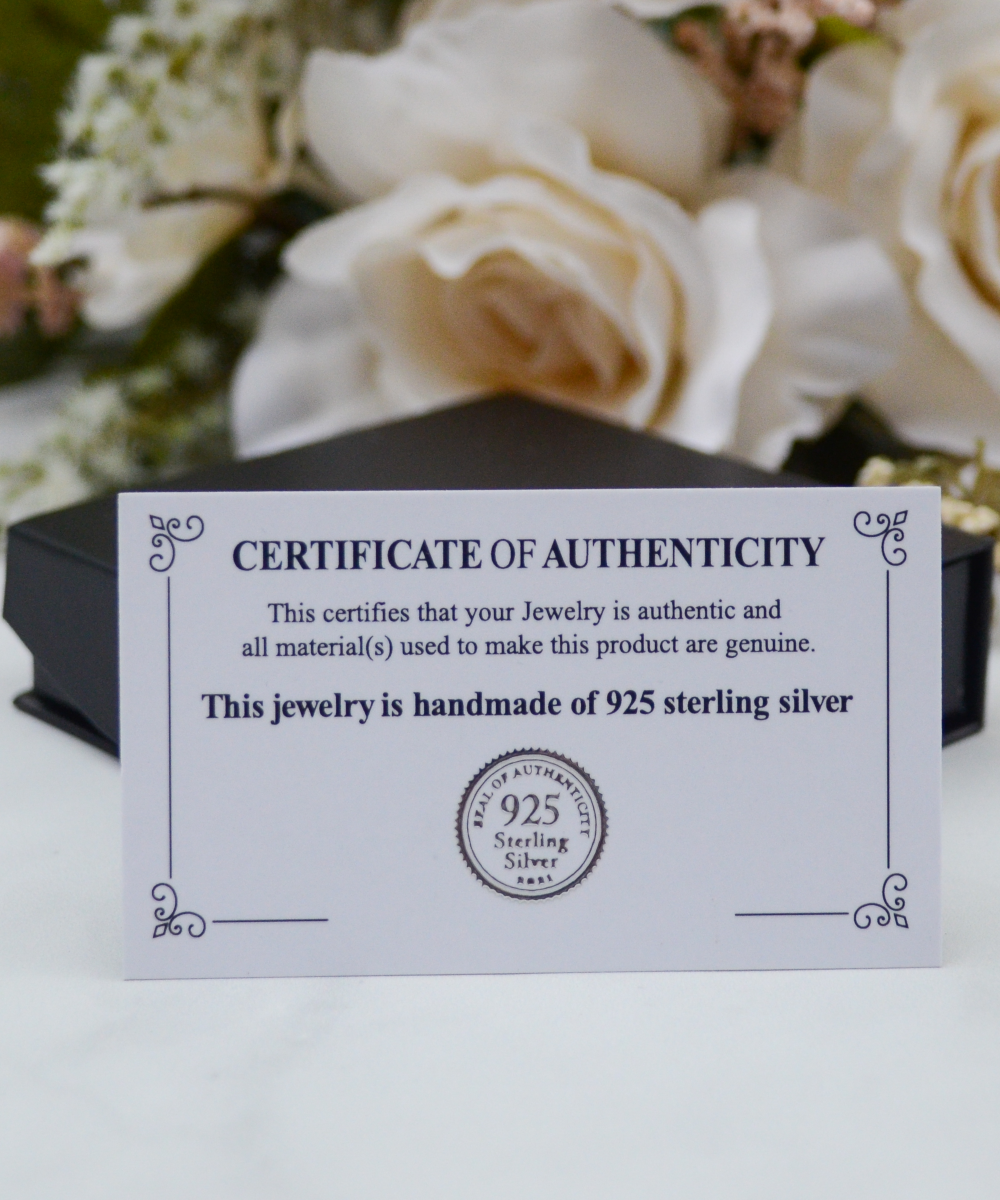 CERTIFICATE OF AUTHENTICITY
This certifies that your Jewelry is authentic and
all material(s) used to make this product are genuine.
This jewelry is handmade of 925 sterling silver
SEAL OF AUTHENTICITY
925
Sterling
Silver